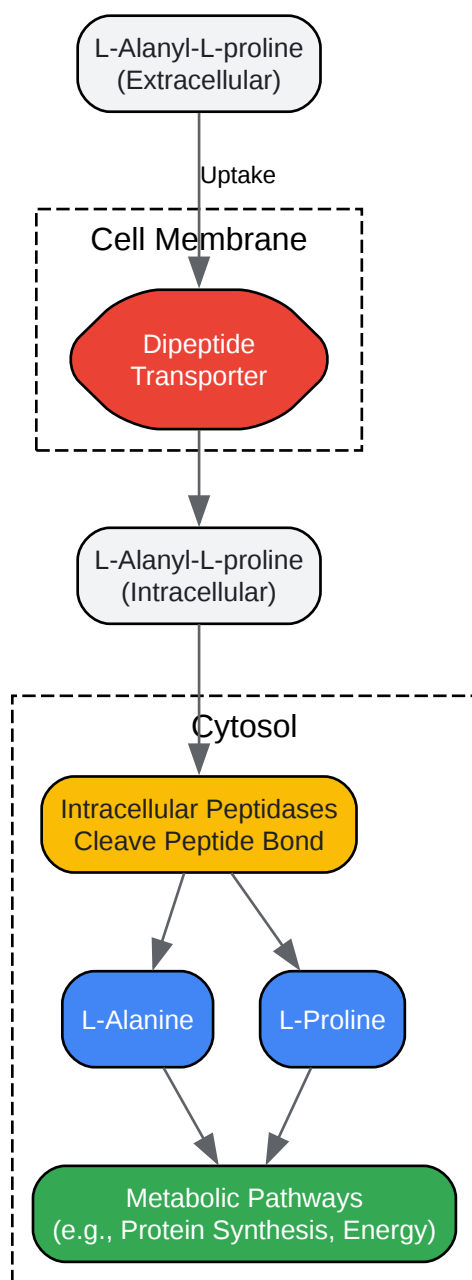 L-Alanyl-L-proline
(Extracellular)
Uptake
Cell Membrane
Dipeptide
Transporter
L-Alanyl-L-proline
(Intracellular)
Cytosol
Intracellular Peptidases
Cleave Peptide Bond
L-Alanine
L-Proline
Metabolic Pathways
(e.g., Protein Synthesis, Energy)